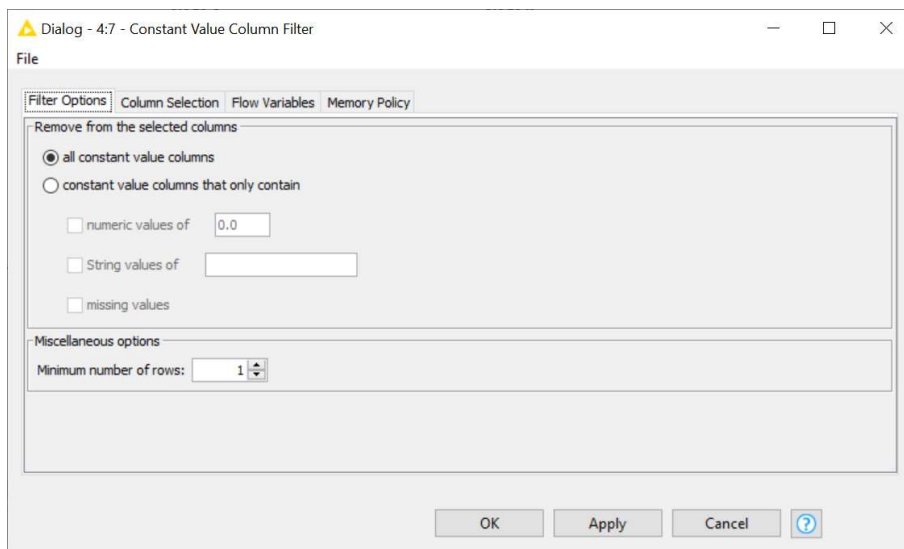 Dialog - 4:7 - Constant Value Column Filter
File
Filter Options Column Selection Flow Variables Memory Policy
Remove from the selected columns
all constant value columns
constant value columns that only contain
numeric values of 0.0
String values of
missing values
Miscellaneous options
Minimum number of rows: 1
OK Apply Cancel ?